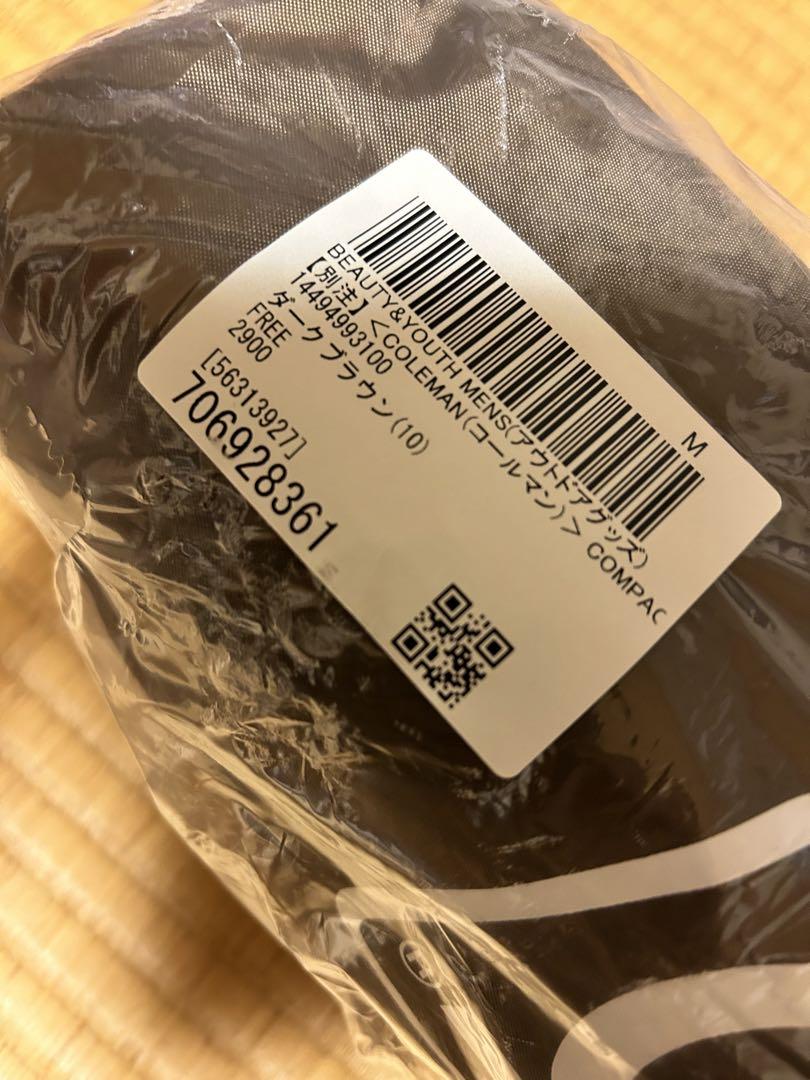 M
BEAUTY&YOUTH MENS(アウトドアグッズ)
【別注】<COLEMAN(コールマン)> COMPAC
14494993100
ダークブラウン(10)
FREE
2900
[56313927]
706928361